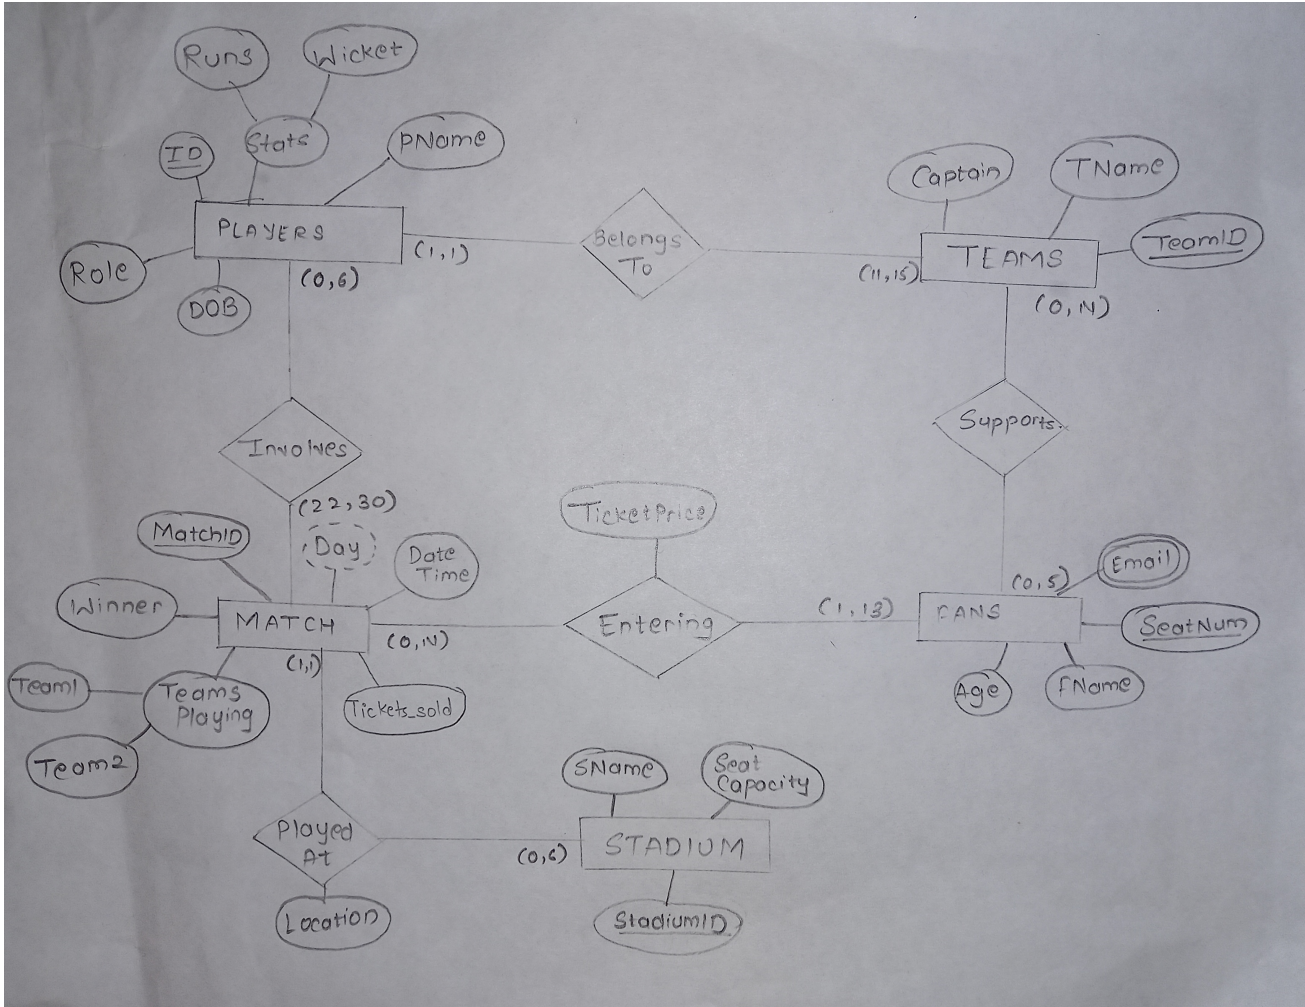 Runs
Wicket
ID
Stats
PName
Captain
TName
PLAYERS
(1,1)
Belongs
To
(11,15)
TEAMS
TeamID
Role
DOB
(0,6)
(0,N)
Involves
Supports
(22,30)
MatchID
Day
Date
Time
TicketPrice
Email
(0,5)
Winner
MATCH
(0,N)
Entering
(1,13)
FANS
SeatNum
(1,1)
Team1
Teams
Playing
Tickets_sold
Age
FName
Team2
SName
Seat
Capacity
Played
At
(0,6)
STADIUM
Location
StadiumID